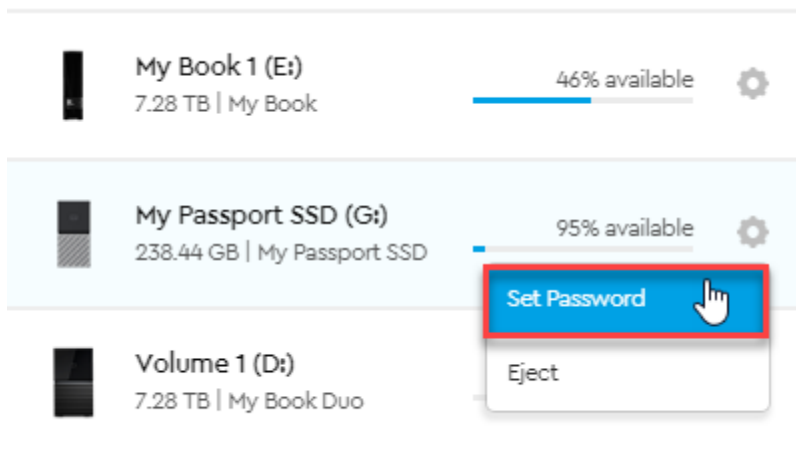 My Book 1 (E:)
46% available
7.28 TB | My Book
My Passport SSD (G:)
95% available
238.44 GB | My Passport SSD
Set Password
Volume 1 (D:)
Eject
7.28 TB | My Book Duo